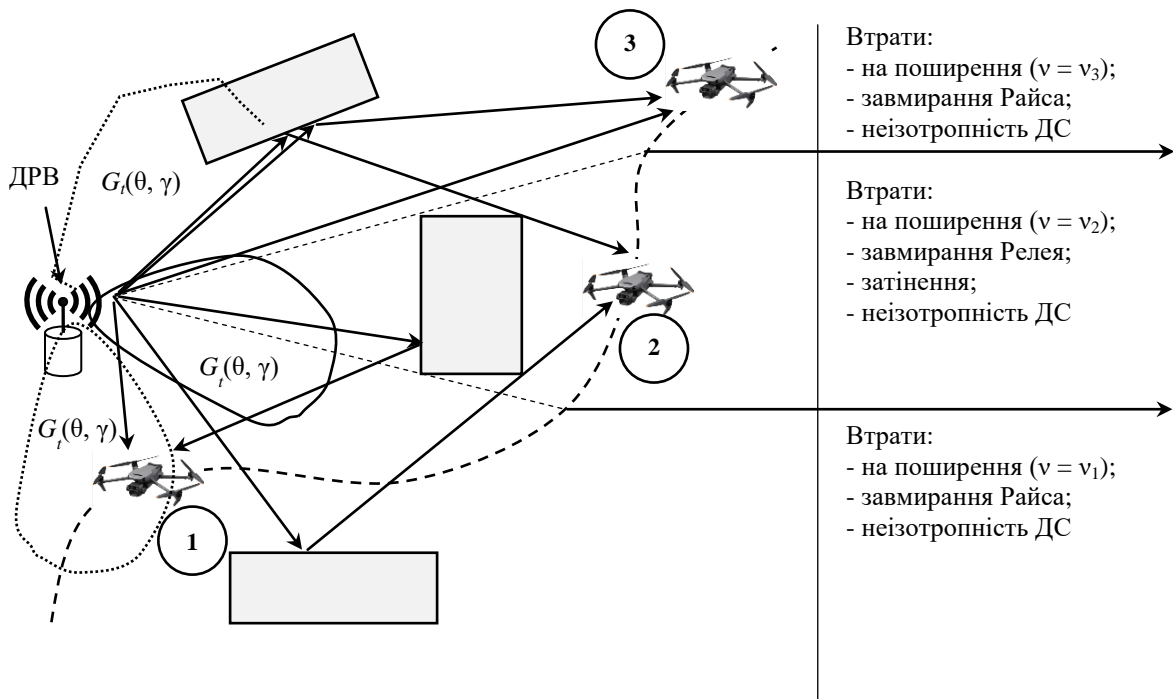 3
Втрати:
- на поширення (ν = ν₃);
- завмирання Райса;
- неізотропність ДС
ДРВ
Gₜ(θ, γ)
Втрати:
- на поширення (ν = ν₂);
- завмирання Релея;
- затінення;
- неізотропність ДС
2
Gₜ(θ, γ)
Gₜ(θ, γ)
Втрати:
- на поширення (ν = ν₁);
- завмирання Райса;
- неізотропність ДС
1